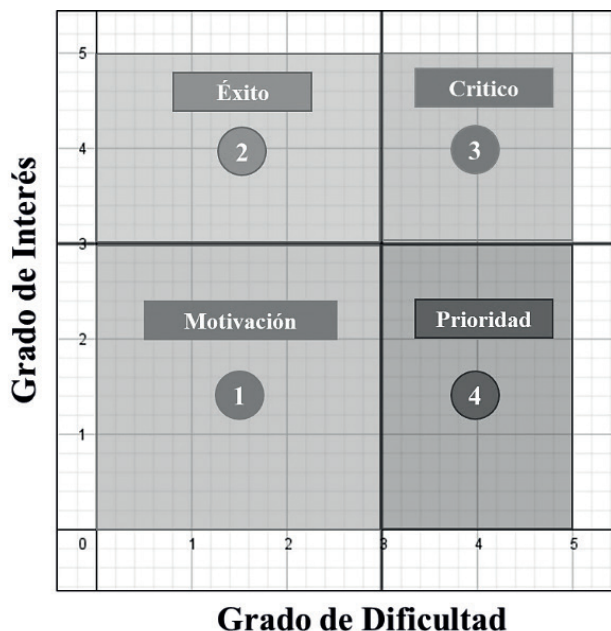 5
Éxito
Critico
2
3
4
Grado de Interés
3
Motivación
Prioridad
2
1
4
1
0
1
2
3
4
5
Grado de Dificultad